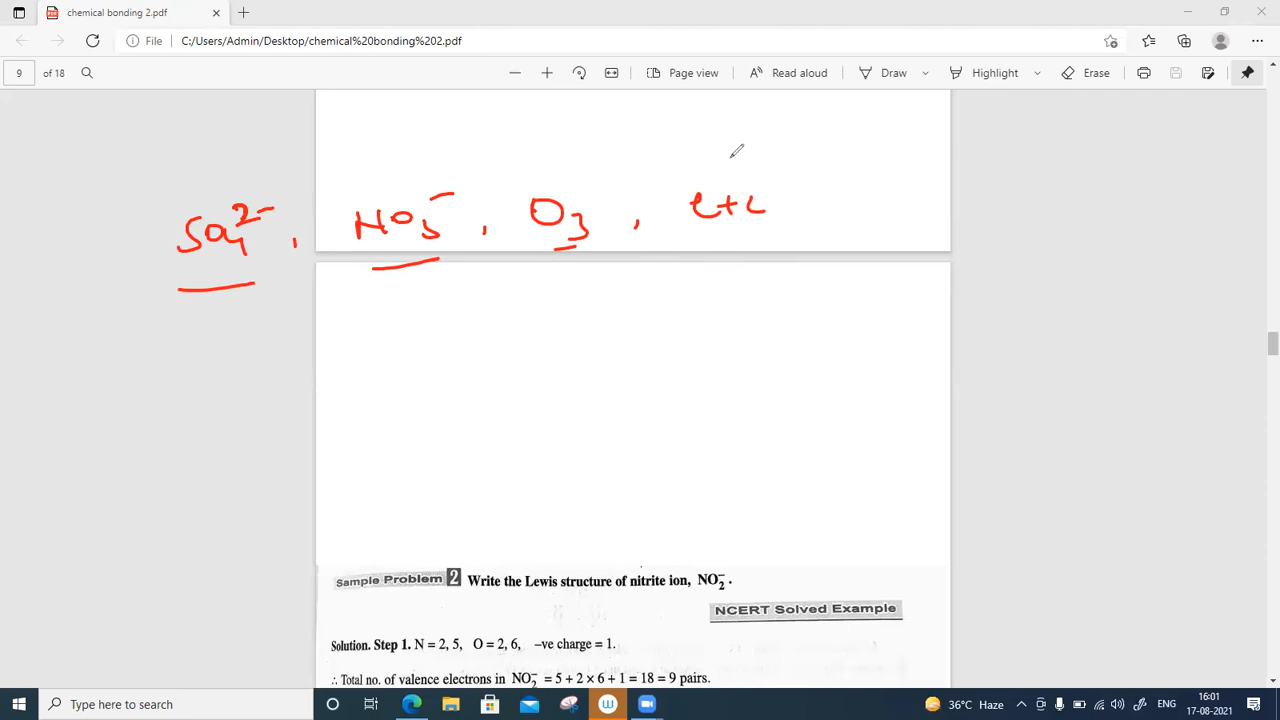 chemical bonding 2.pdf
File C:/Users/Admin/Desktop/chemical%20bonding%202.pdf
9 of 18 Page view Read aloud Draw Highlight Erase
SO₄²⁻, NO₃⁻, O₃, etc
Sample Problem 2 Write the Lewis structure of nitrite ion, NO₂⁻.
NCERT Solved Example
Solution. Step 1. N = 2, 5, O = 2, 6, –ve charge = 1.
∴ Total no. of valence electrons in NO₂⁻ = 5 + 2 × 6 + 1 = 18 = 9 pairs.
Type here to search 36°C Haze 16:01
17-08-2021